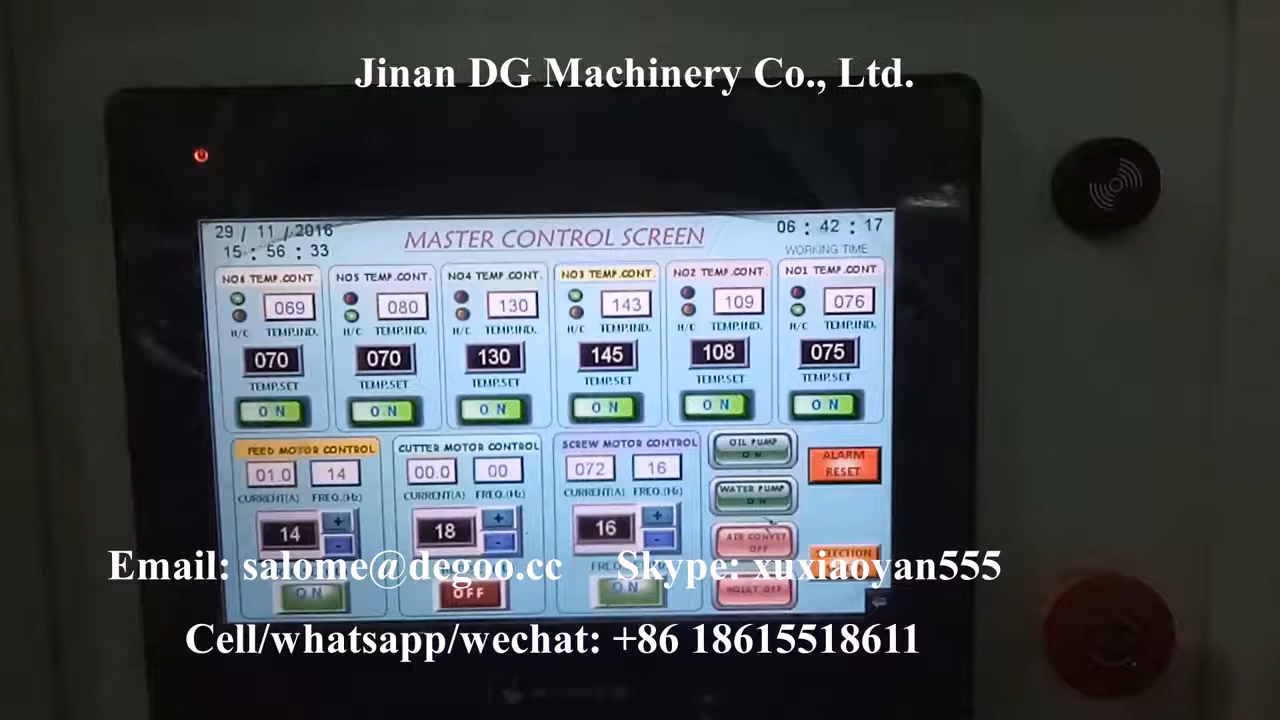 Jinan DG Machinery Co., Ltd.
29 / 11 / 2016
15 : 56 : 33
MASTER CONTROL SCREEN
06 : 42 : 17
WORKING TIME
NO6 TEMP.CONT. NO5 TEMP.CONT. NO4 TEMP.CONT. NO3 TEMP.CONT. NO2 TEMP.CONT. NO1 TEMP.CONT
069 080 130 143 109 076
H/C TEMP.IND. H/C TEMP.IND. H/C TEMP.IND. H/C TEMP.IND. H/C TEMP.IND. H/C TEMP.IND.
070 070 130 145 108 075
TEMP.SET TEMP.SET TEMP.SET TEMP.SET TEMP.SET TEMP.SET
ON ON ON ON ON ON
FEED MOTOR CONTROL CUTTER MOTOR CONTROL SCREW MOTOR CONTROL OIL PUMP
ON
01.0 14 00.0 00 072 16 ALARM
RESET
CURRENT(A) FREQ.(Hz) CURRENT(A) FREQ.(Hz) CURRENT(A) FREQ.(Hz) WATER PUMP
ON
14 + - 18 + - 16 + -
AIR CONVEY
OFF
Email: salome@degoo.cc Skype: xuxiaoyan555
ON OFF ON
Cell/whatsapp/wechat: +86 18615518611